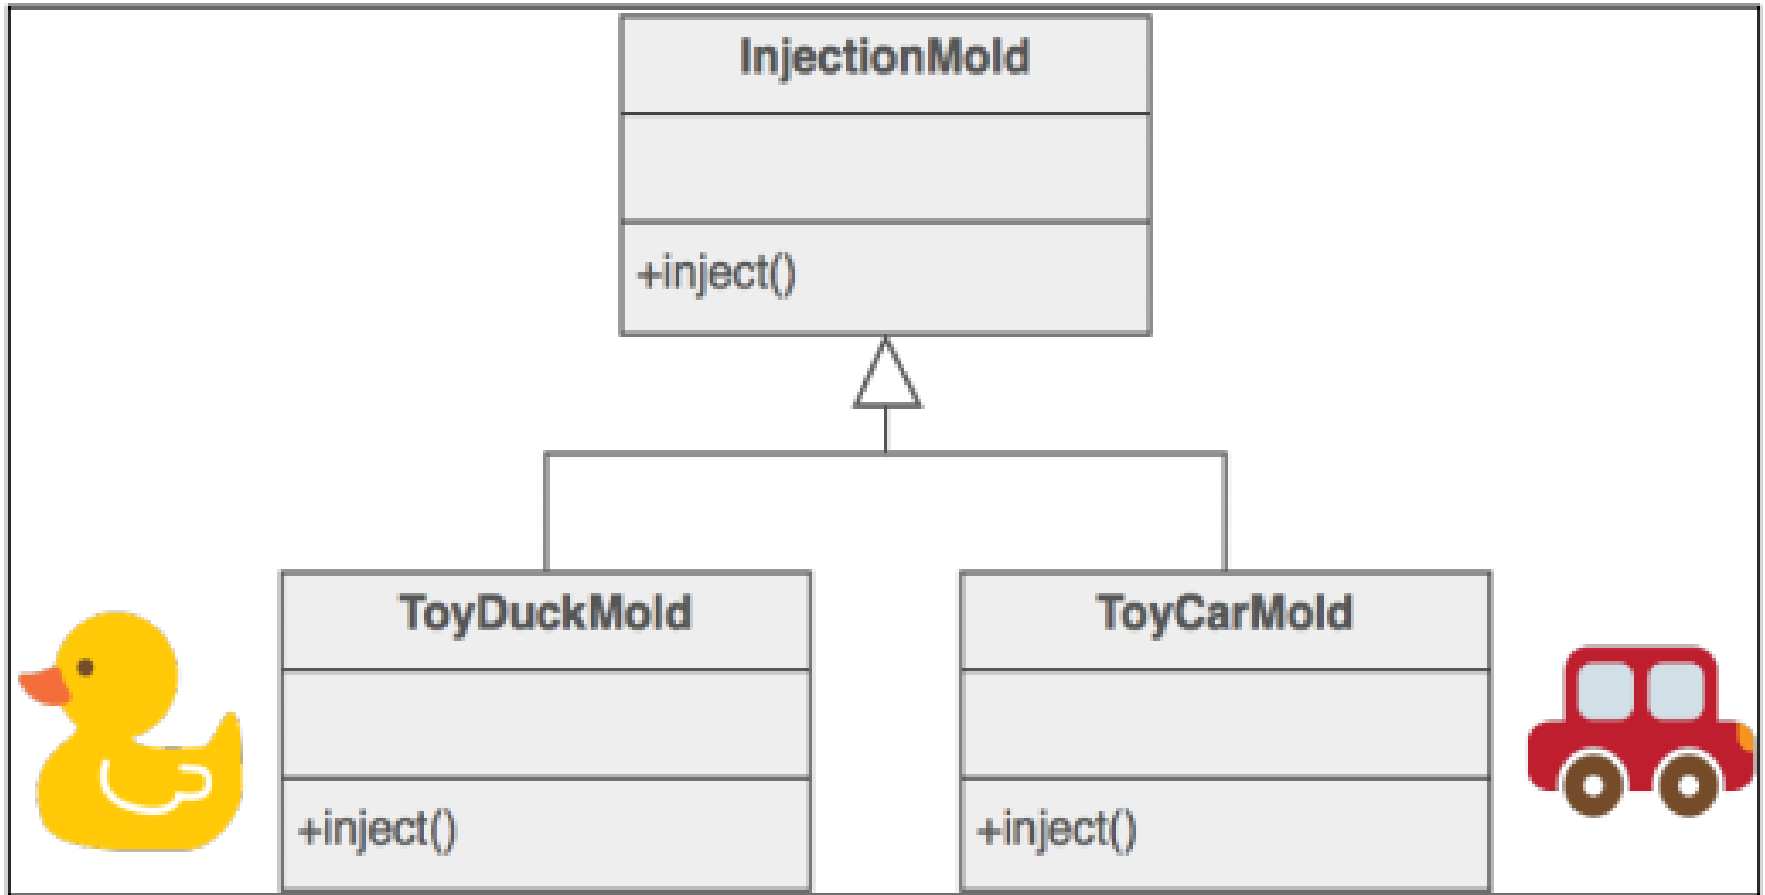 InjectionMold
+inject()
ToyDuckMold
+inject()
ToyCarMold
+inject()